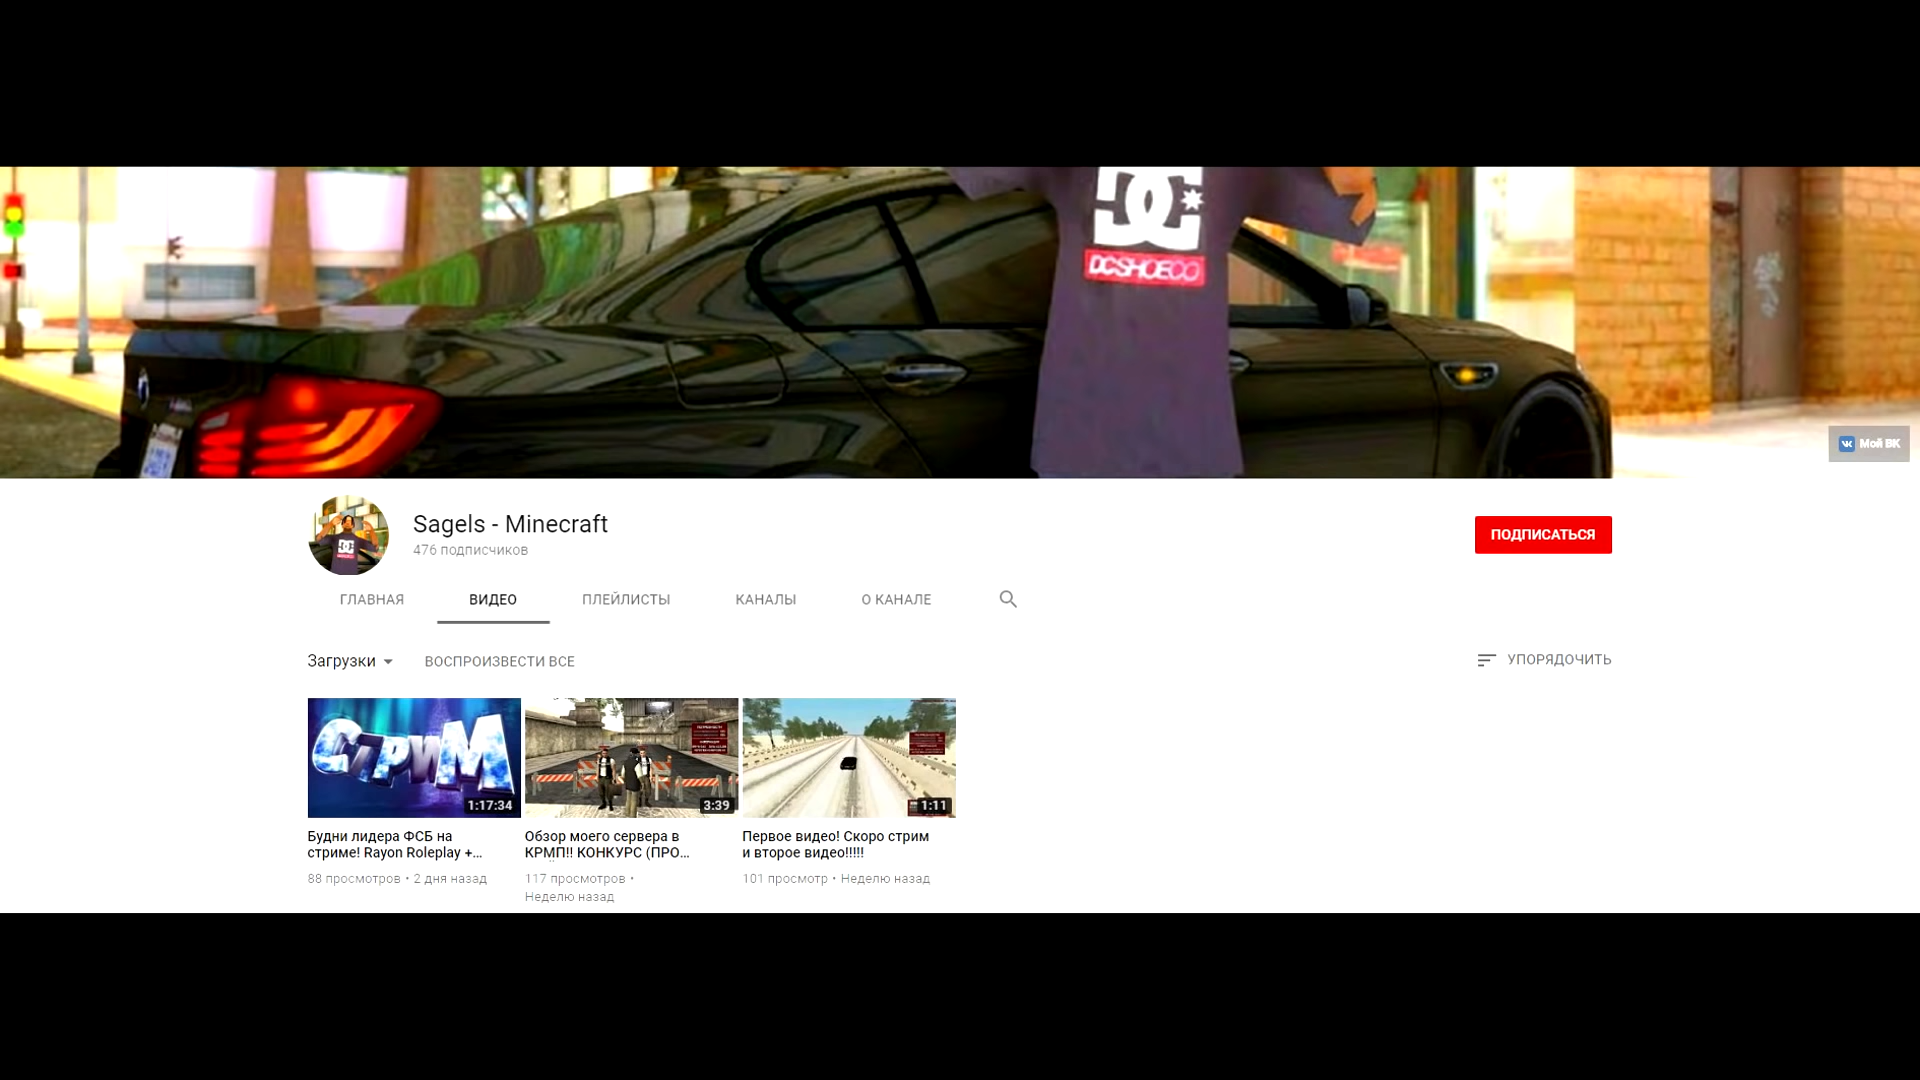 DCSHOECO
Мой ВК
Sagels - Minecraft
476 подписчиков
ПОДПИСАТЬСЯ
ГЛАВНАЯ
ВИДЕО
ПЛЕЙЛИСТЫ
КАНАЛЫ
О КАНАЛЕ
Загрузки
ВОСПРОИЗВЕСТИ ВСЕ
УПОРЯДОЧИТЬ
СТРИМ
1:17:34
Будни лидера ФСБ на
стриме! Rayon Roleplay +...
88 просмотров • 2 дня назад
3:39
Обзор моего сервера в
КРМП!! КОНКУРС (ПРО...
117 просмотров •
Неделю назад
1:11
Первое видео! Скоро стрим
и второе видео!!!!!
101 просмотр • Неделю назад